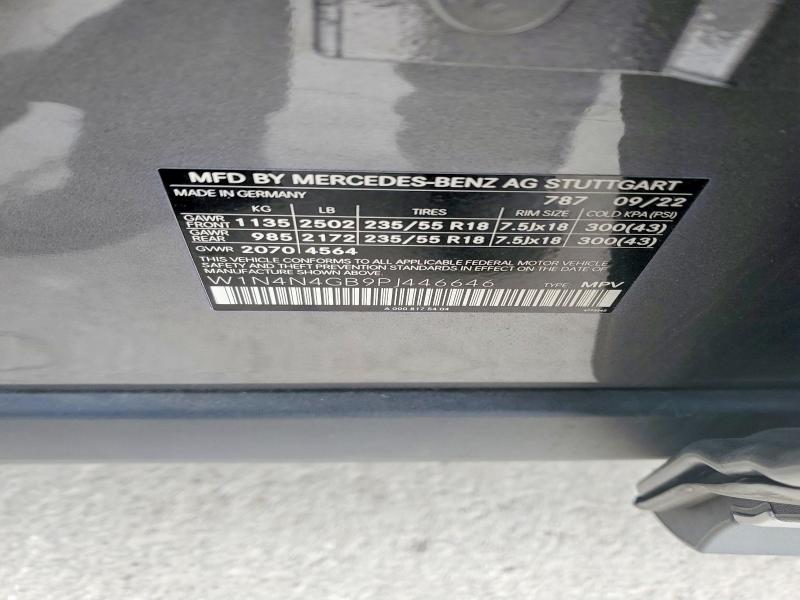 MFD BY MERCEDES-BENZ AG STUTTGART
MADE IN GERMANY 787 09/22
KG LB TIRES RIM SIZE COLD KPA(PSI)
GAWR FRONT 1135 2502 235/55 R18 7.5Jx18 300(43)
GAWR REAR 985 2172 235/55 R18 7.5Jx18 300(43)
GVWR 2070 4564
THIS VEHICLE CONFORMS TO ALL APPLICABLE FEDERAL MOTOR VEHICLE
SAFETY AND THEFT PREVENTION STANDARDS IN EFFECT ON THE DATE OF
MANUFACTURE SHOWN ABOVE.
W1N4N4GB9PJ446646 TYPE: MPV
A 000 817 54 04